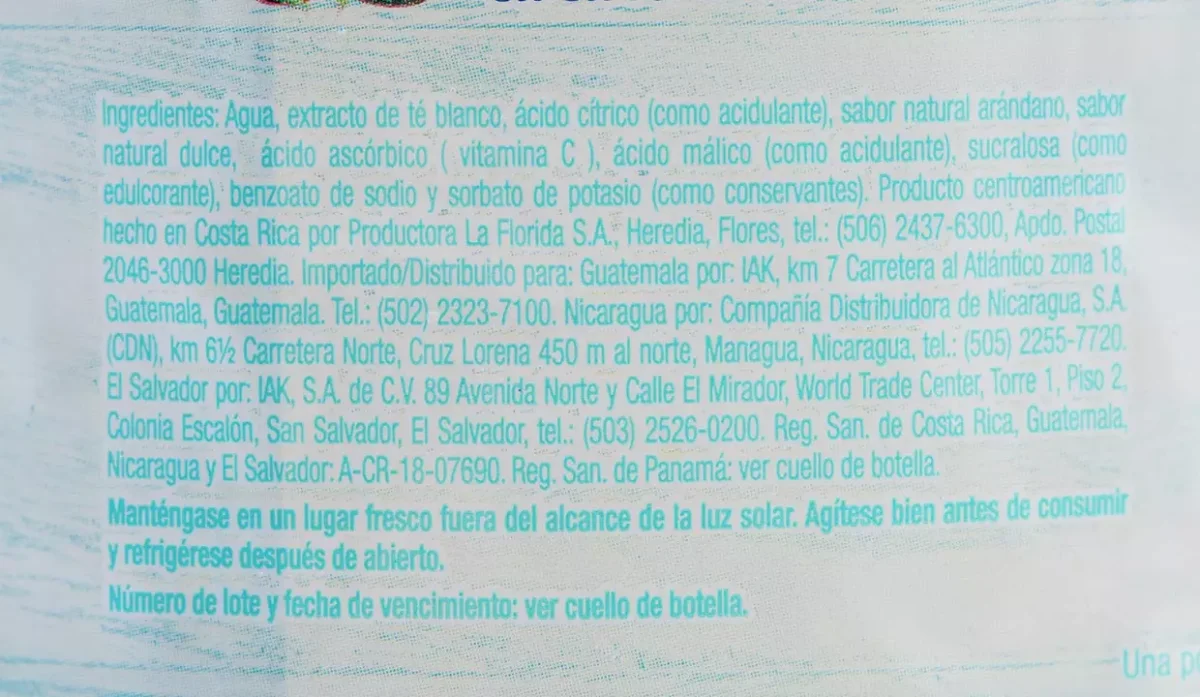 Ingredientes: Agua, extracto de té blanco, ácido cítrico (como acidulante), sabor natural arándano, sabor
natural dulce, ácido ascórbico ( vitamina C ), ácido málico (como acidulante), sucralosa (como
edulcorante), benzoato de sodio y sorbato de potasio (como conservantes). Producto centroamericano
hecho en Costa Rica por Productora La Florida S.A., Heredia, Flores, tel.: (506) 2437-6300, Apdo. Postal
2046-3000 Heredia. Importado/Distribuido para: Guatemala por: IAK, km 7 Carretera al Atlántico zona 18,
Guatemala, Guatemala. Tel.: (502) 2323-7100. Nicaragua por: Compañía Distribuidora de Nicaragua, S.A.
(CDN), km 6½ Carretera Norte, Cruz Lorena 450 m al norte, Managua, Nicaragua, tel.: (505) 2255-7720.
El Salvador por: IAK, S.A. de C.V. 89 Avenida Norte y Calle El Mirador, World Trade Center, Torre 1, Piso 2,
Colonia Escalón, San Salvador, El Salvador, tel.: (503) 2526-0200. Reg. San. de Costa Rica, Guatemala,
Nicaragua y El Salvador: A-CR-18-07690. Reg. San. de Panamá: ver cuello de botella.
Manténgase en un lugar fresco fuera del alcance de la luz solar. Agítese bien antes de consumir
y refrigérese después de abierto.
Número de lote y fecha de vencimiento: ver cuello de botella.
Una